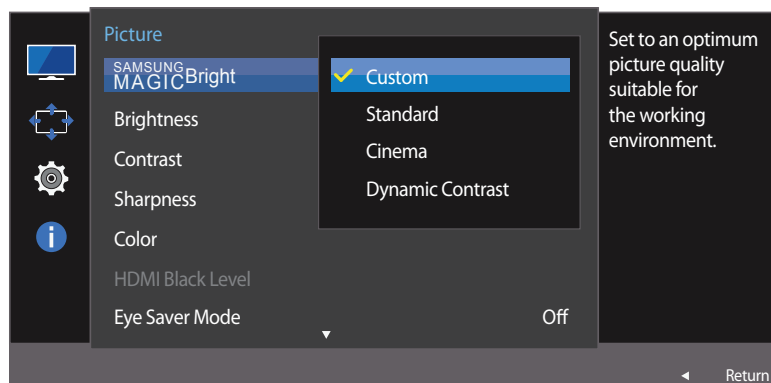 Picture
SAMSUNG
MAGICBright
Brightness
Contrast
Sharpness
Color
HDMI Black Level
Eye Saver Mode Off
Custom
Standard
Cinema
Dynamic Contrast
Set to an optimum
picture quality
suitable for
the working
environment.
Return